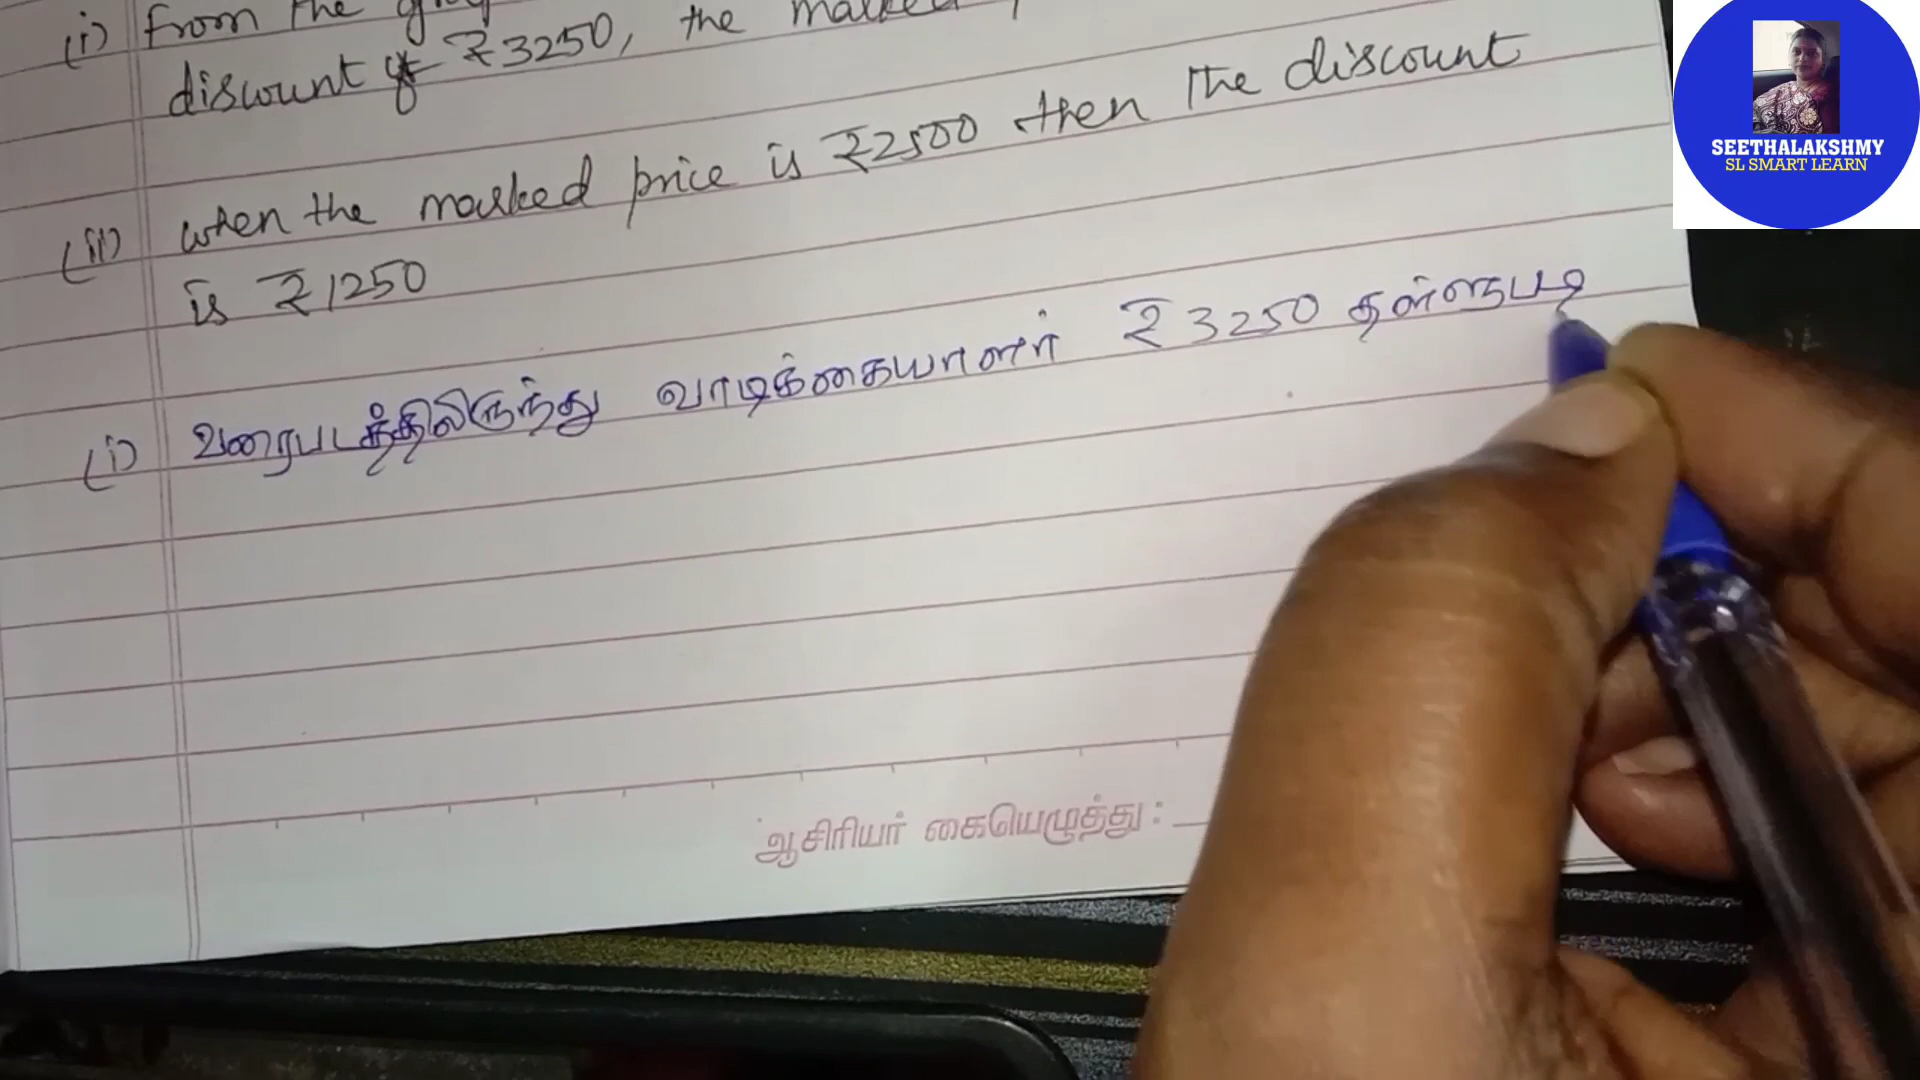 (i) from the
discount of ₹3250, the marked
(ii) when the marked price is ₹2500 then the discount
is ₹1250
(i) வரைபடத்திலிருந்து வாடிக்கையாளர் ₹3250 தள்ளுபடி
ஆசிரியர் கையெழுத்து :
SEETHALAKSHMY
SL SMART LEARN